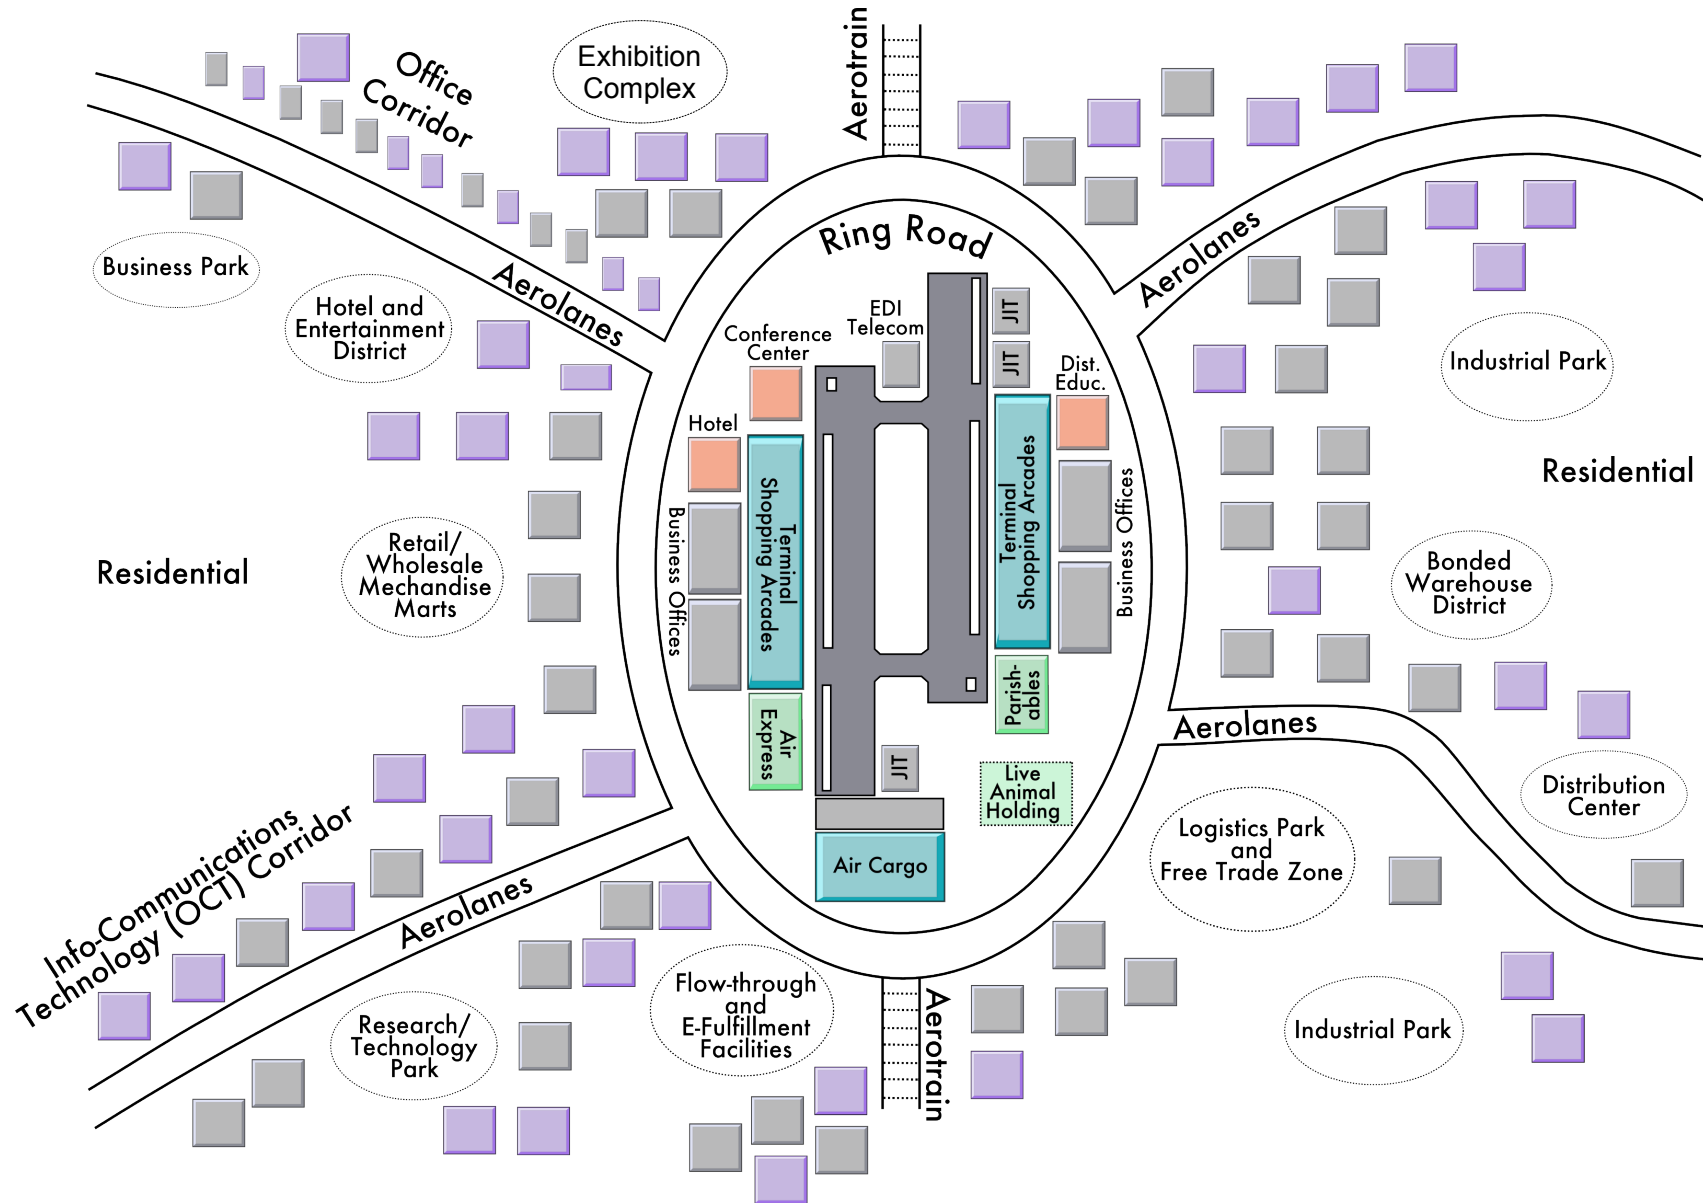 Office
Corridor
Exhibition
Complex
Aerotrain
Business Park
Hotel and
Entertainment
District
Aerolanes
Ring Road
Aerolanes
Industrial Park
EDI
Telecom
JIT
JIT
Conference
Center
Dist.
Educ.
Hotel
Business Offices
Terminal
Shopping Arcades
Terminal
Shopping Arcades
Business Offices
Residential
Residential
Retail/
Wholesale
Mechandise
Marts
Bonded
Warehouse
District
Air
Express
Parish-
ables
JIT
Live
Animal
Holding
Air Cargo
Aerolanes
Distribution
Center
Logistics Park
and
Free Trade Zone
Info-Communications
Technology (OCT) Corridor
Aerolanes
Research/
Technology
Park
Flow-through
and
E-Fulfillment
Facilities
Aerotrain
Industrial Park